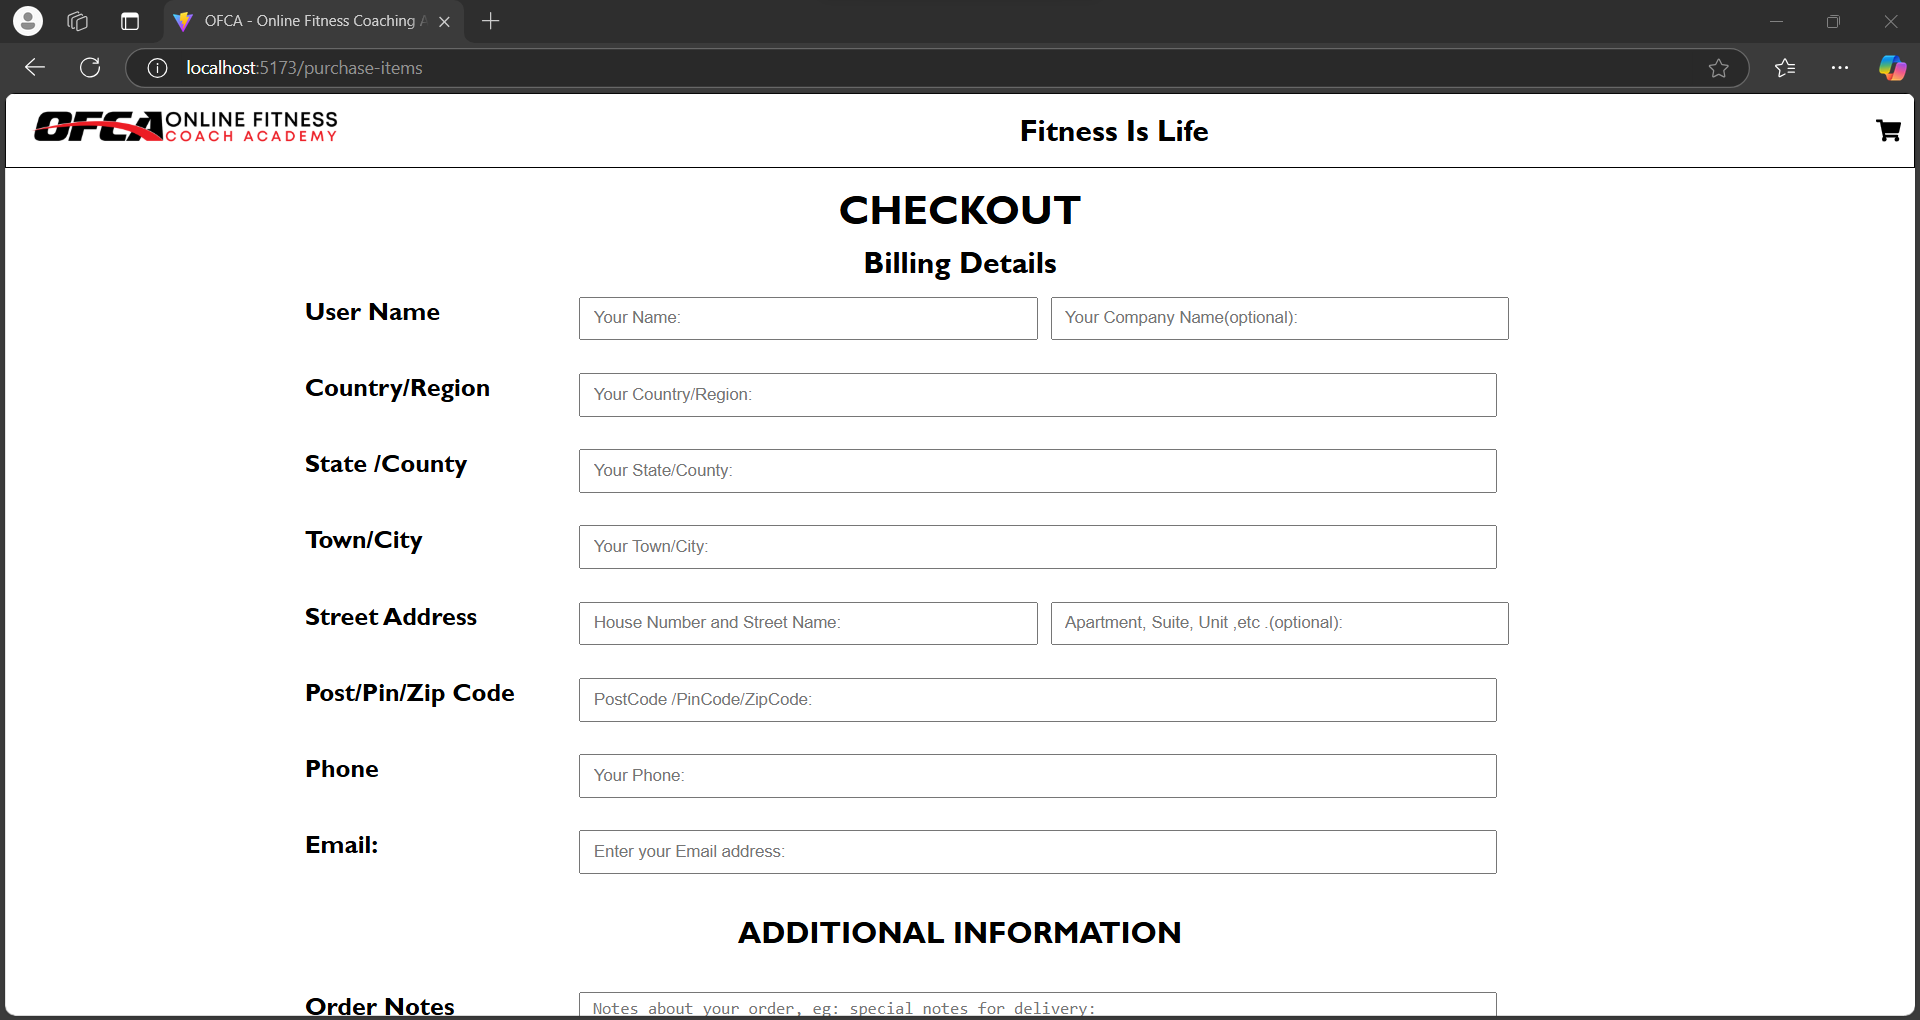 OFCA - Online Fitness Coaching
localhost:5173/purchase-items
OFCA ONLINE FITNESS
COACH ACADEMY
Fitness Is Life
CHECKOUT
Billing Details
User Name
Your Name:
Your Company Name(optional):
Country/Region
Your Country/Region:
State /County
Your State/County:
Town/City
Your Town/City:
Street Address
House Number and Street Name:
Apartment, Suite, Unit ,etc .(optional):
Post/Pin/Zip Code
PostCode /PinCode/ZipCode:
Phone
Your Phone:
Email:
Enter your Email address:
ADDITIONAL INFORMATION
Order Notes
Notes about your order, eg: special notes for delivery: